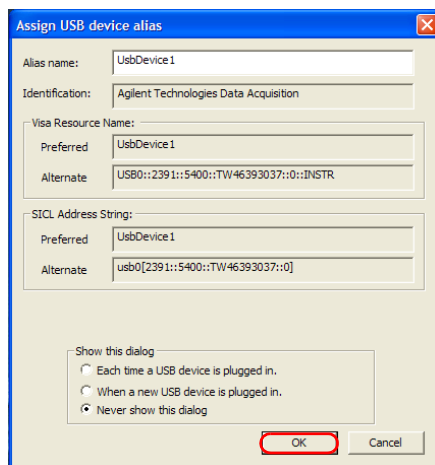 Assign USB device alias
Alias name: UsbDevice1
Identification: Agilent Technologies Data Acquisition
Visa Resource Name:
Preferred UsbDevice1
Alternate USB0::2391::5400::TW46393037::0::INSTR
SICL Address String:
Preferred UsbDevice1
Alternate usb0[2391::5400::TW46393037::0]
Show this dialog
Each time a USB device is plugged in.
When a new USB device is plugged in.
Never show this dialog
OK Cancel